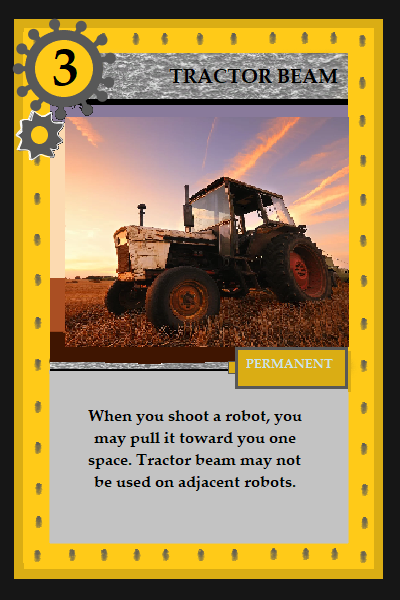 3
TRACTOR BEAM
PERMANENT
When you shoot a robot, you
may pull it toward you one
space. Tractor beam may not
be used on adjacent robots.